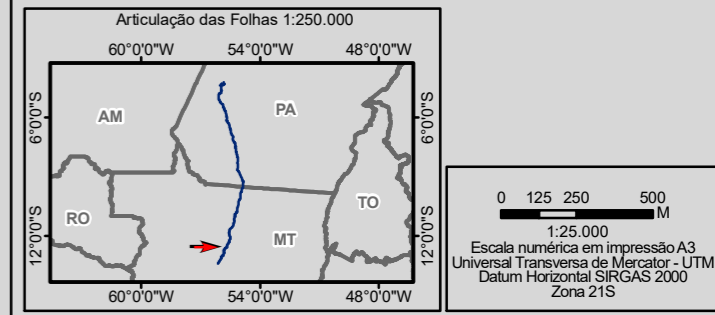 Articulação das Folhas 1:250.000
60°0'0"W 54°0'0"W 48°0'0"W
6°0'0"S 6°0'0"S
AM PA
RO TO
MT
12°0'0"S 12°0'0"S
60°0'0"W 54°0'0"W 48°0'0"W
0 125 250 500
M
1:25.000
Escala numérica em impressão A3
Universal Transversa de Mercator - UTM
Datum Horizontal SIRGAS 2000
Zona 21S